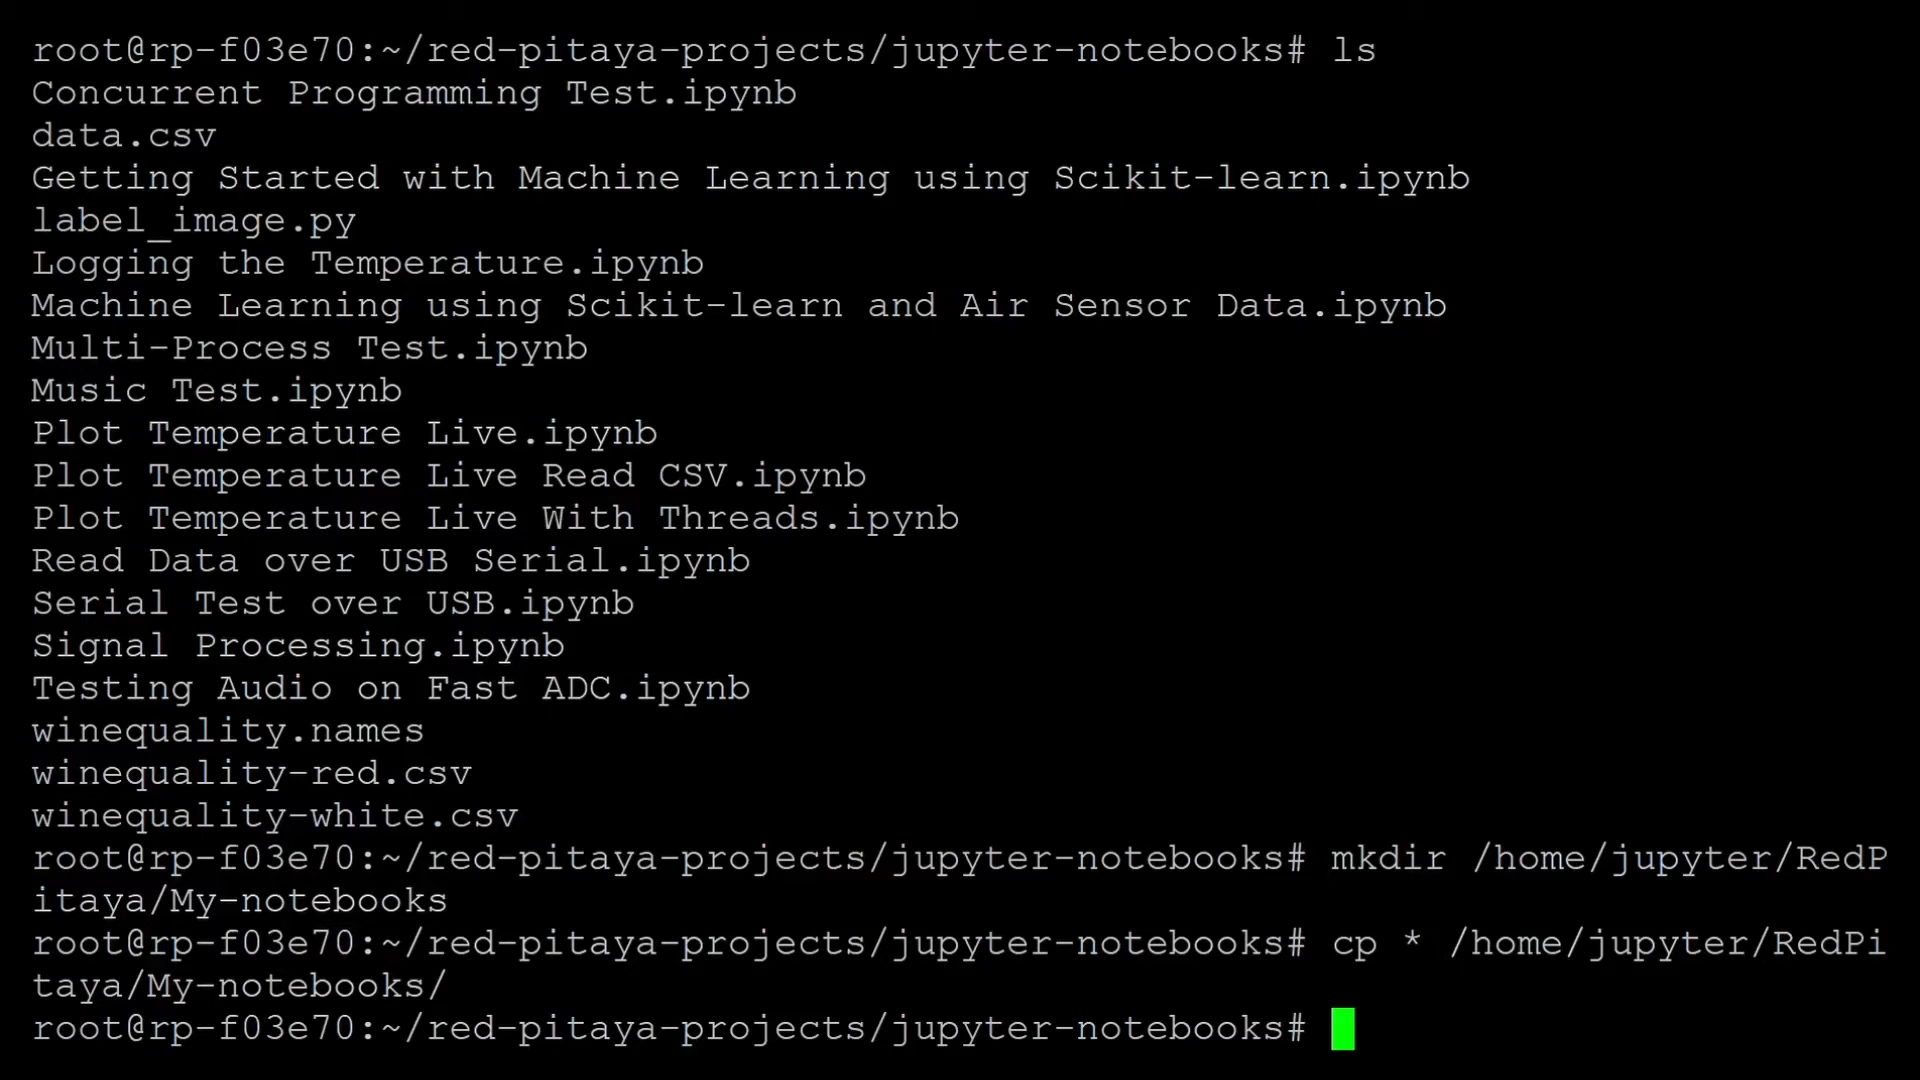 root@rp-f03e70:~/red-pitaya-projects/jupyter-notebooks# ls
Concurrent Programming Test.ipynb
data.csv
Getting Started with Machine Learning using Scikit-learn.ipynb
label_image.py
Logging the Temperature.ipynb
Machine Learning using Scikit-learn and Air Sensor Data.ipynb
Multi-Process Test.ipynb
Music Test.ipynb
Plot Temperature Live.ipynb
Plot Temperature Live Read CSV.ipynb
Plot Temperature Live With Threads.ipynb
Read Data over USB Serial.ipynb
Serial Test over USB.ipynb
Signal Processing.ipynb
Testing Audio on Fast ADC.ipynb
winequality.names
winequality-red.csv
winequality-white.csv
root@rp-f03e70:~/red-pitaya-projects/jupyter-notebooks# mkdir /home/jupyter/RedP
itaya/My-notebooks
root@rp-f03e70:~/red-pitaya-projects/jupyter-notebooks# cp * /home/jupyter/RedPi
taya/My-notebooks/
root@rp-f03e70:~/red-pitaya-projects/jupyter-notebooks#